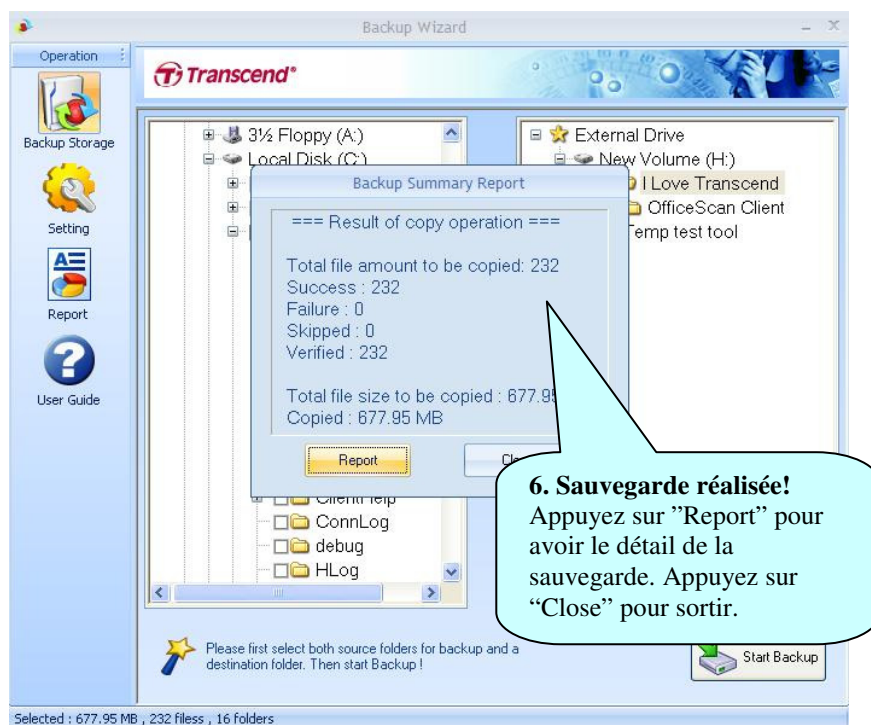 Backup Wizard
Operation
Transcend®
Backup Storage
Setting
Report
User Guide
3½ Floppy (A:)
Local Disk (C:)
ClientHelp
ConnLog
debug
HLog
External Drive
New Volume (H:)
I Love Transcend
OfficeScan Client
Temp test tool
Backup Summary Report
=== Result of copy operation ===
Total file amount to be copied: 232
Success : 232
Failure : 0
Skipped : 0
Verified : 232
Total file size to be copied : 677.95
Copied : 677.95 MB
Report
6. Sauvegarde réalisée!
Appuyez sur ”Report” pour
avoir le détail de la
sauvegarde. Appuyez sur
“Close” pour sortir.
Please first select both source folders for backup and a
destination folder. Then start Backup !
Start Backup
Selected : 677.95 MB , 232 filess , 16 folders